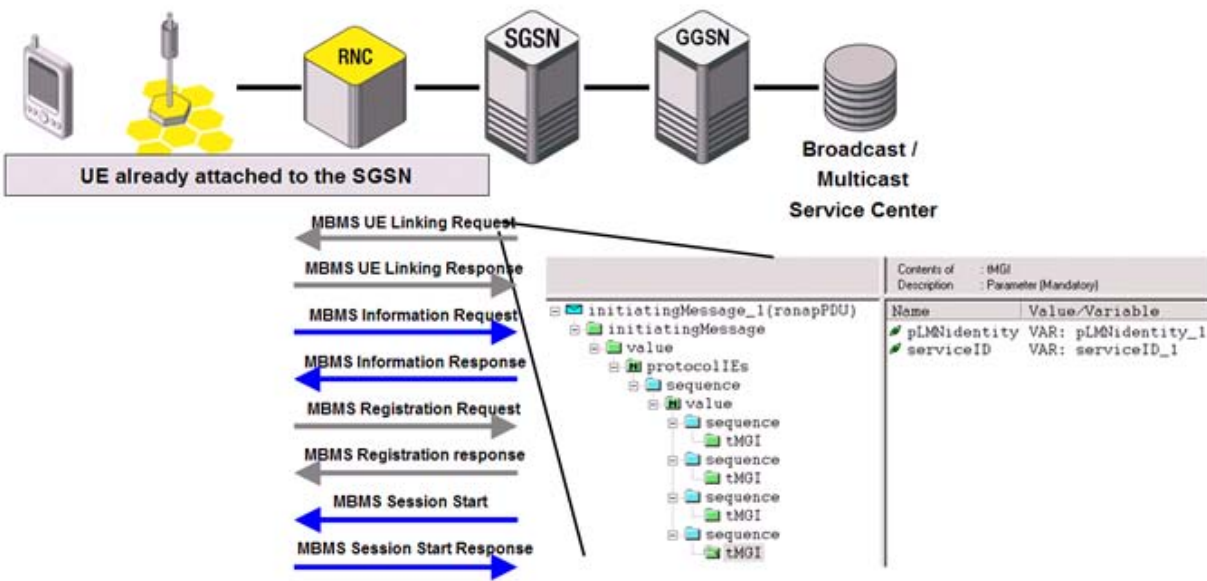 RNC
SGSN
GGSN
Broadcast /
Multicast
Service Center
UE already attached to the SGSN
MBMS UE Linking Request
MBMS UE Linking Response
MBMS Information Request
MBMS Information Response
MBMS Registration Request
MBMS Registration response
MBMS Session Start
MBMS Session Start Response
initiatingMessage_1(ranapPDU)
initiatingMessage
value
protocolIEs
sequence
value
sequence
tMGI
sequence
tMGI
sequence
tMGI
sequence
tMGI
Contents of : tMGI
Description : Parameter (Mandatory)
Name Value/Variable
pLMNidentity VAR: pLMNidentity_1
serviceID VAR: serviceID_1